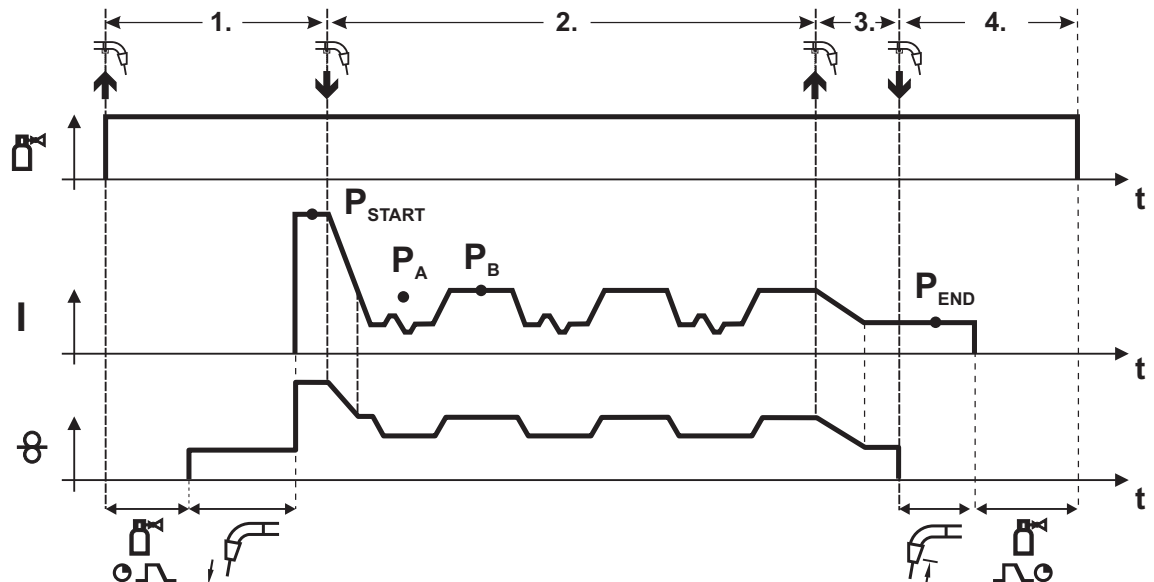 1. 2. 3. 4.
t
P_START
P_A P_B
P_END
I
t
t